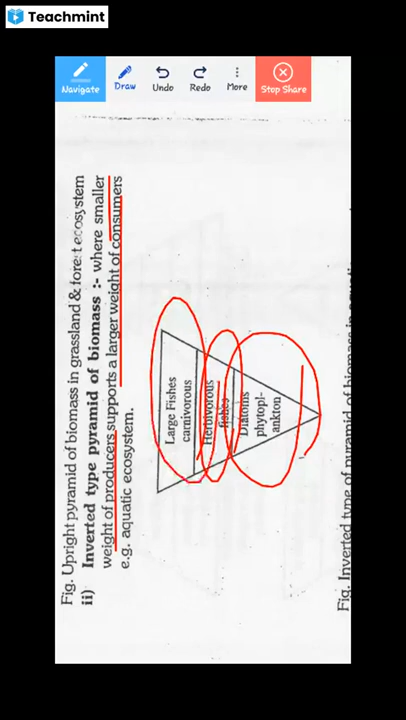 Teachmint
Navigate
Draw
Undo
Redo
More
Stop Share
Fig. Upright pyramid of biomass in grassland & forest ecosystem
ii) Inverted type pyramid of biomass :- where smaller
weight of producers supports a larger weight of consumers
e.g. aquatic ecosystem.
Large Fishes
carnivorous
Herbivorous
fishes
Diatoms
phytopl-
ankton
Fig. Inverted type of pyramid of biomass in